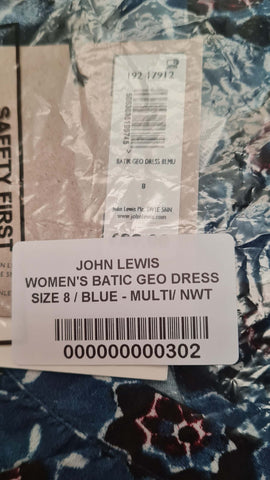 192 17912
BATIC GEO DRESS BLMU
8
John Lewis Plc
www.johnlewis.com
SAFETY FIRST
JOHN LEWIS
WOMEN'S BATIC GEO DRESS
SIZE 8 / BLUE - MULTI/ NWT
000000000302